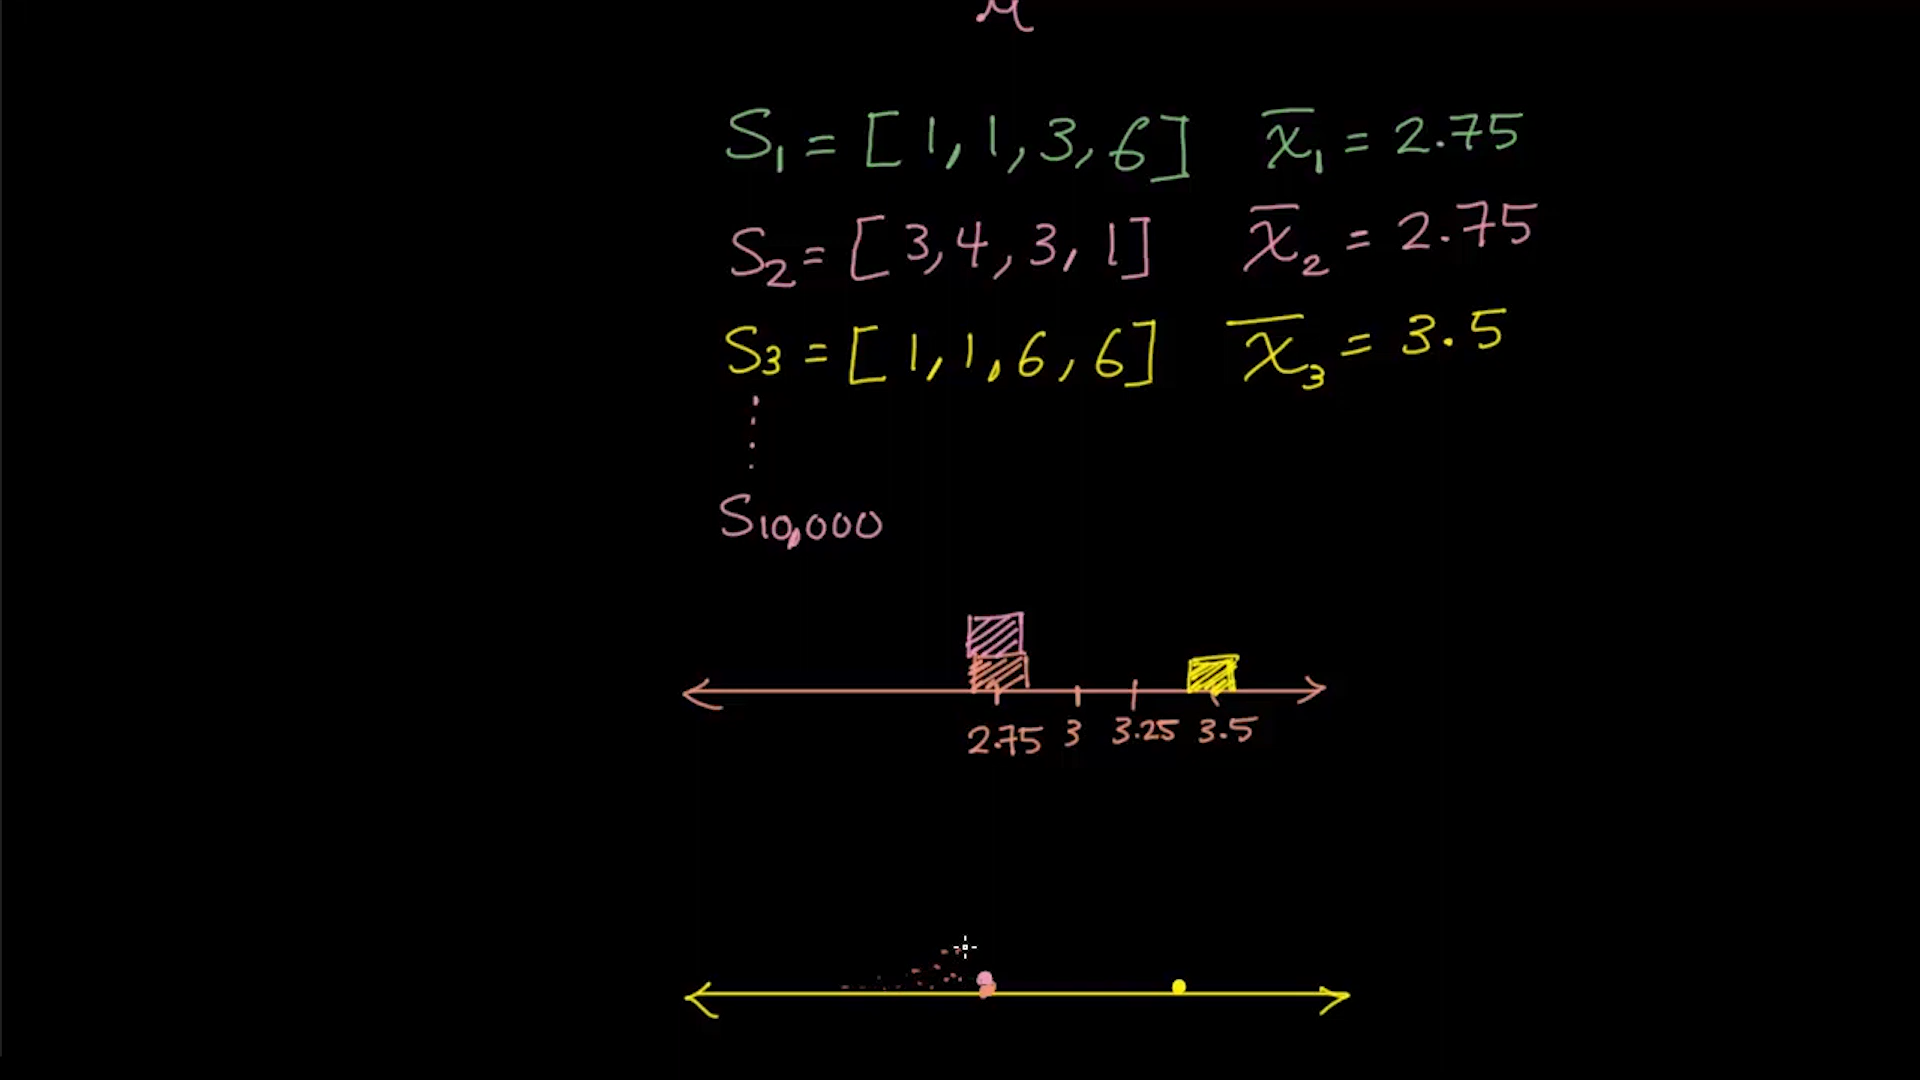 μ
S₁ = [1, 1, 3, 6] x̄₁ = 2.75
S₂ = [3, 4, 3, 1] x̄₂ = 2.75
S₃ = [1, 1, 6, 6] x̄₃ = 3.5
S₁₀,₀₀₀
2.75 3 3.25 3.5